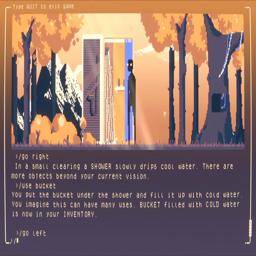 Type QUIT to exit game
>/go right
In a small clearing a SHOWER slowly drips cool water. There are
more objects beyond your current vision.
>/use bucket
You put the bucket under the shower and fill it up with cold water.
You imagine this can have many uses. BUCKET filled with COLD water
is now in your INVENTORY.
>/go left
>/